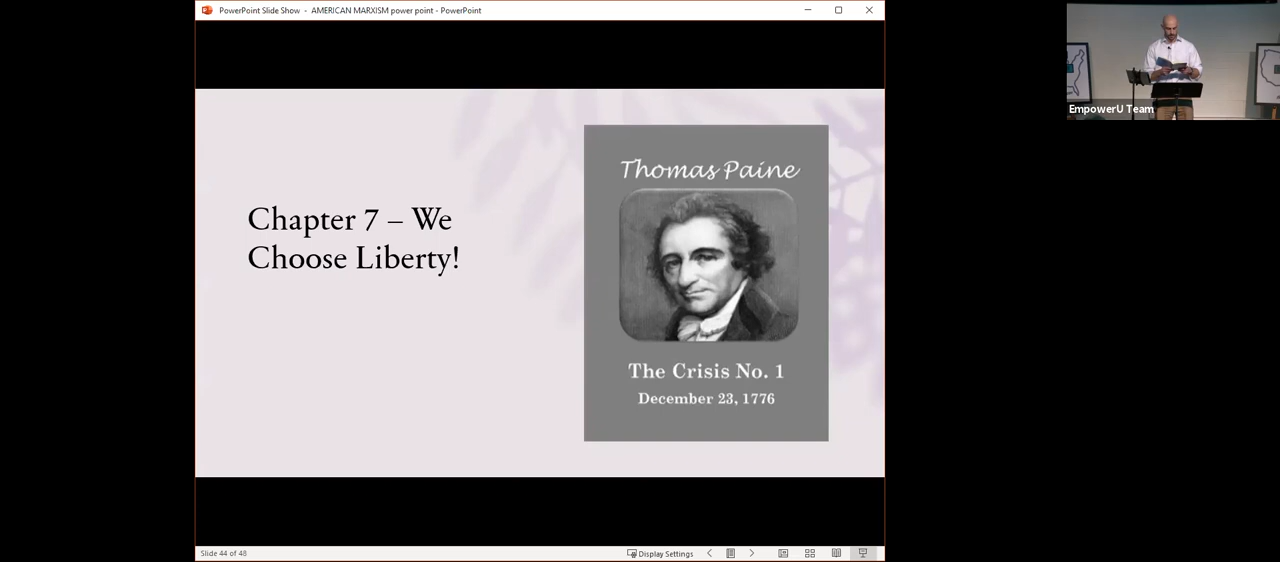 PowerPoint Slide Show - AMERICAN MARXISM power point - PowerPoint
EmpowerU Team
Thomas Paine
Chapter 7 – We
Choose Liberty!
The Crisis No. 1
December 23, 1776
Slide 44 of 48
Display Settings